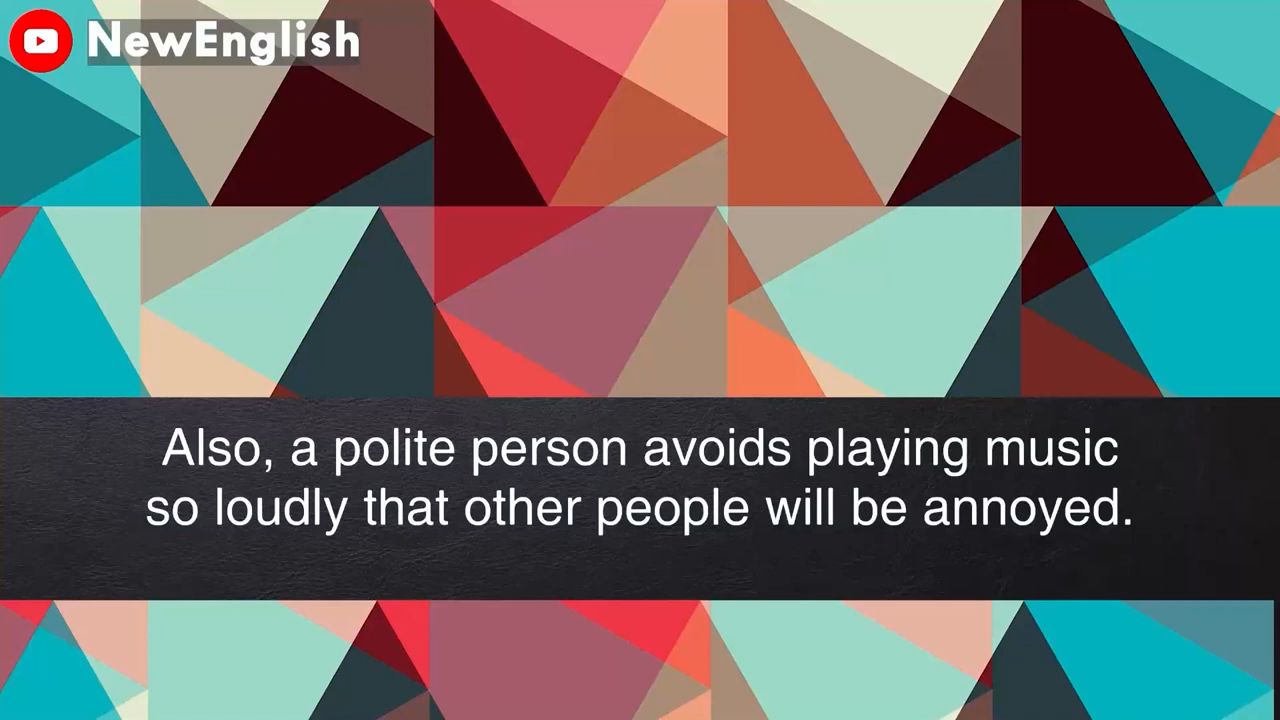 NewEnglish
Also, a polite person avoids playing music
so loudly that other people will be annoyed.